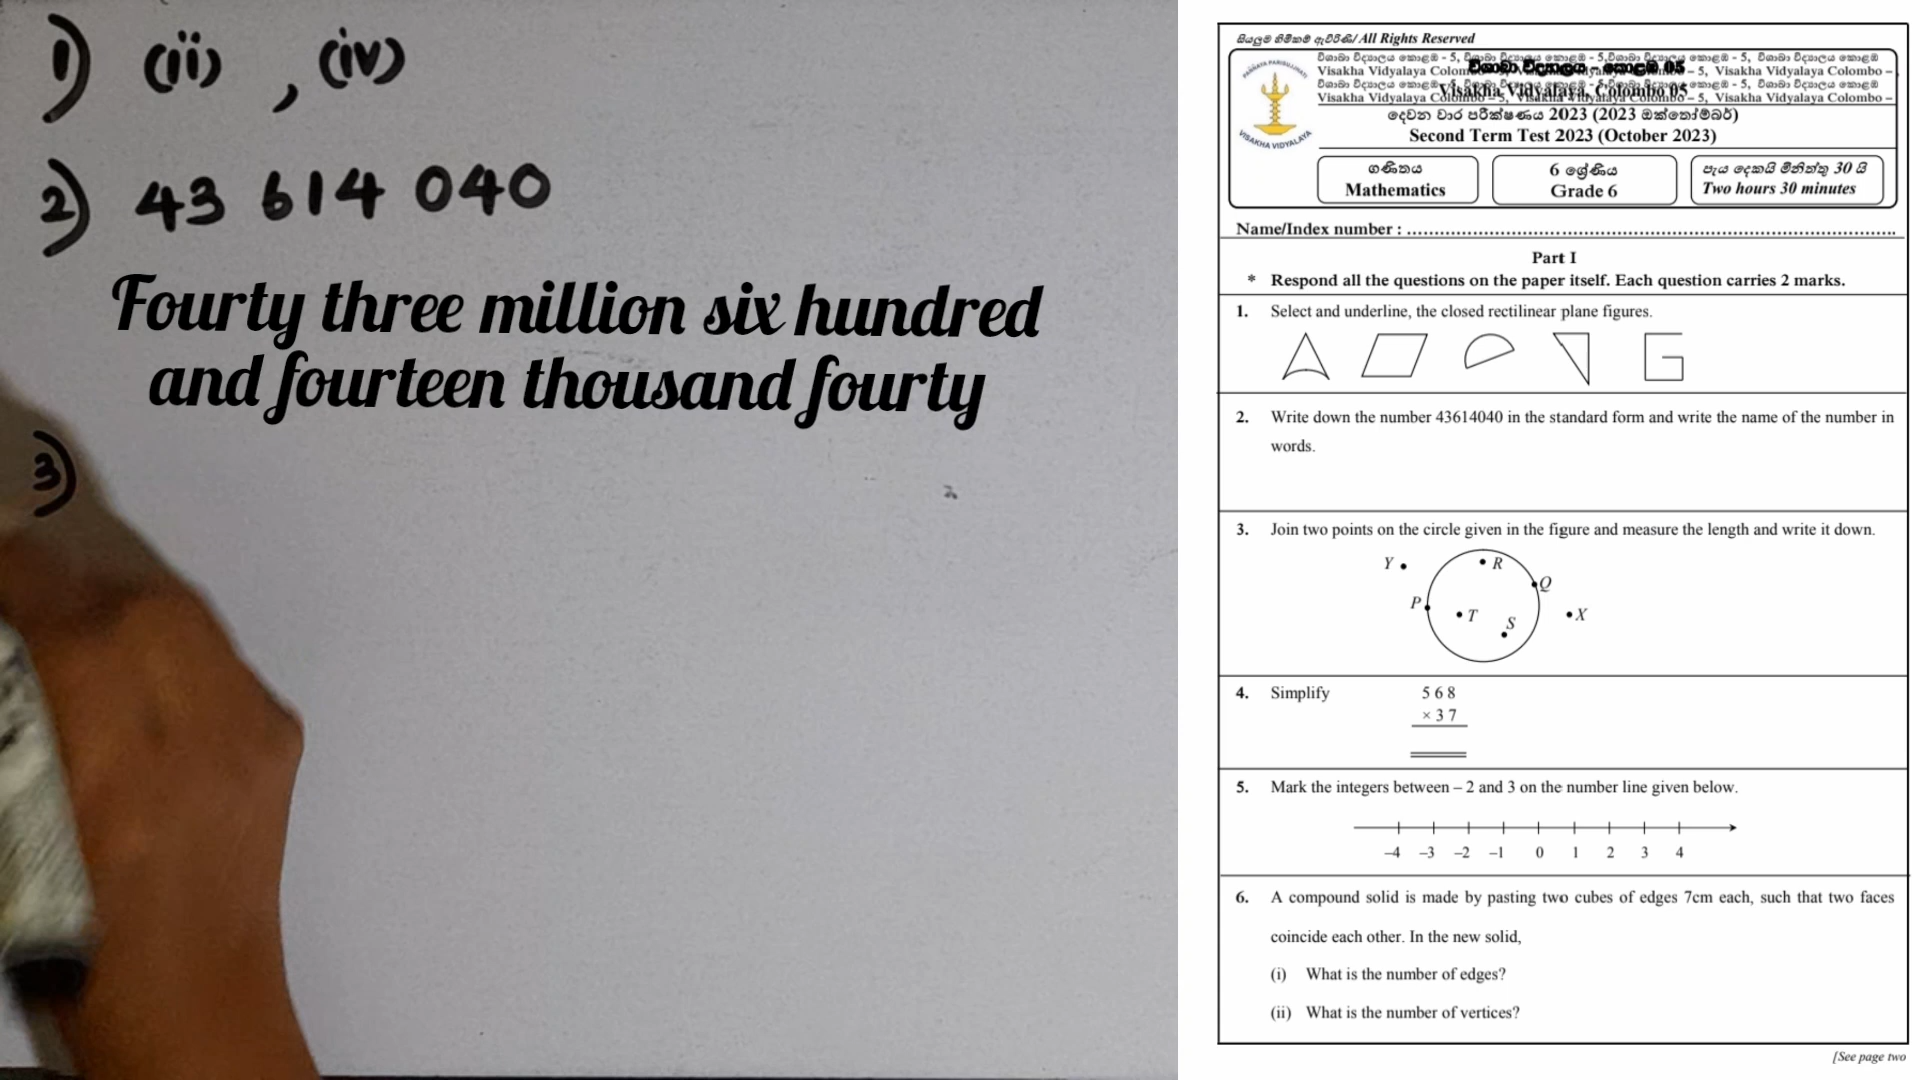 1) (ii) , (iv)
2) 43 614 040
Fourty three million six hundred
and fourteen thousand fourty
3)
සියලුම හිමිකම් ඇවිරිණි/ All Rights Reserved
විශාඛා විද්‍යාලය - කොළඹ 05
Visakha Vidyalaya, Colombo 05
දෙවන වාර පරීක්ෂණය 2023 (2023 ඔක්තෝම්බර්)
Second Term Test 2023 (October 2023)
VISAKHA VIDYALAYA
ගණිතය
Mathematics
6 ශ්‍රේණිය
Grade 6
පැය දෙකයි මිනිත්තු 30 යි
Two hours 30 minutes
Name/Index number : ..........................................................................................
Part I
* Respond all the questions on the paper itself. Each question carries 2 marks.
1. Select and underline, the closed rectilinear plane figures.
2. Write down the number 43614040 in the standard form and write the name of the number in
words.
3. Join two points on the circle given in the figure and measure the length and write it down.
Y R Q
P T S X
4. Simplify 5 6 8
× 3 7
5. Mark the integers between – 2 and 3 on the number line given below.
–4 –3 –2 –1 0 1 2 3 4
6. A compound solid is made by pasting two cubes of edges 7cm each, such that two faces
coincide each other. In the new solid,
(i) What is the number of edges?
(ii) What is the number of vertices?
[See page two